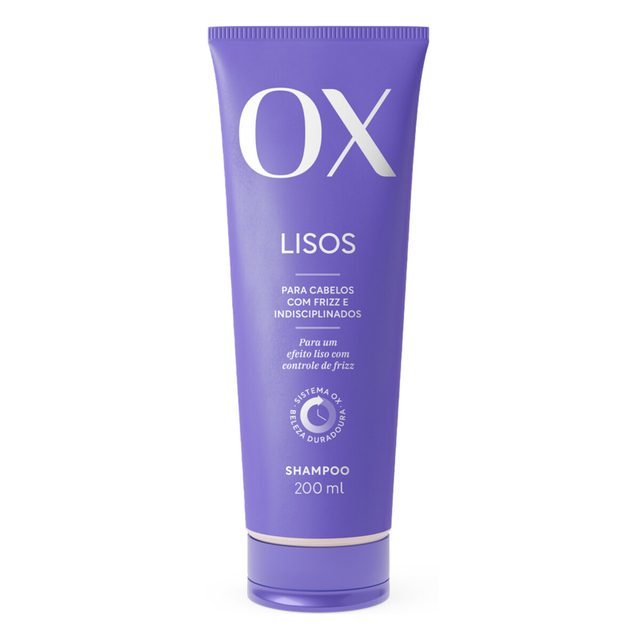 OX
LISOS
PARA CABELOS
COM FRIZZ E
INDISCIPLINADOS
Para um
efeito liso com
controle de frizz
SISTEMA OX
BELEZA DURADOURA
SHAMPOO
200 ml